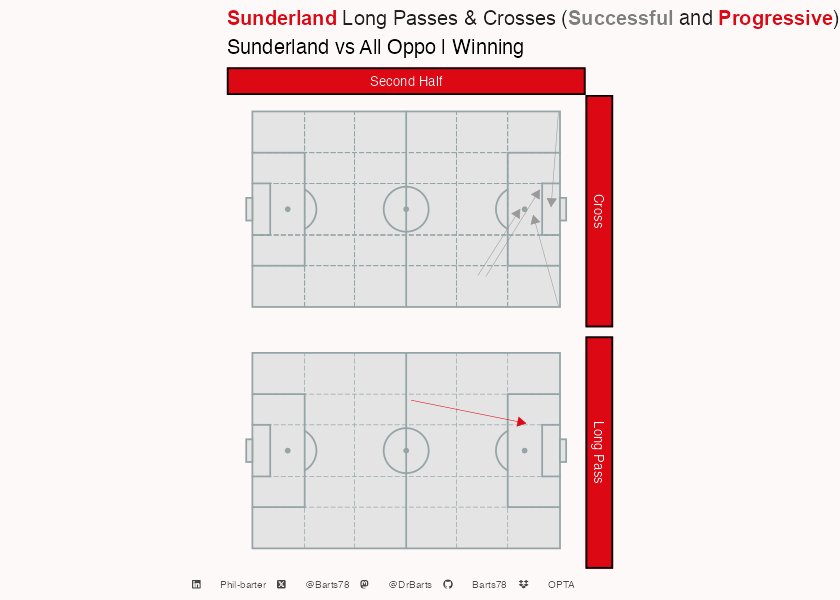 Sunderland Long Passes & Crosses (Successful and Progressive)
Sunderland vs All Oppo I Winning
Second Half
Cross
Long Pass
Phil-barter @Barts78 @DrBarts Barts78 OPTA